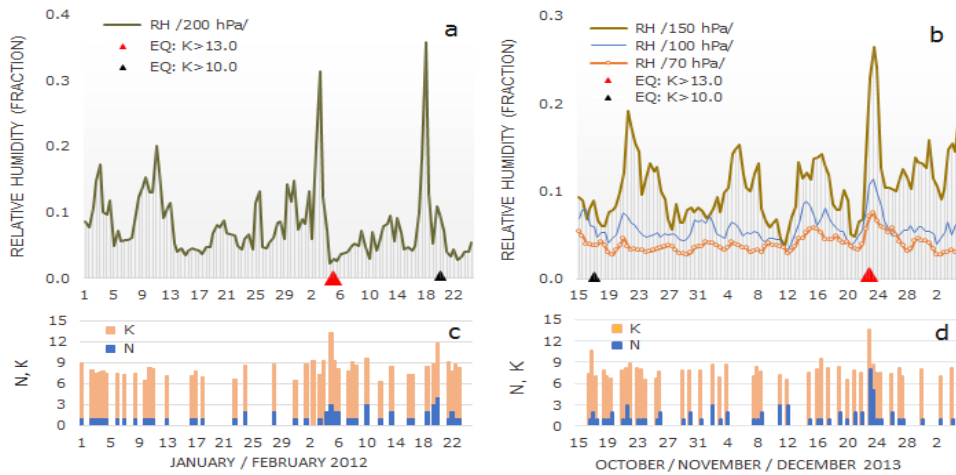 0.4
0.3
0.2
0.1
0.0
RELATIVE HUMIDITY (FRACTION)
RH /200 hPa/
EQ: K>13.0
EQ: K>10.0
a
1 5 9 13 17 21 25 29 2 6 10 14 18 22
0.3
0.2
0.1
0.0
RELATIVE HUMIDITY (FRACTION)
RH /150 hPa/
RH /100 hPa/
RH /70 hPa/
EQ: K>13.0
EQ: K>10.0
b
15 19 23 27 31 4 8 12 16 20 24 28 2
15
12
9
6
3
0
N, K
K
N
c
1 5 9 13 17 21 25 29 2 6 10 14 18 22
JANUARY / FEBRUARY 2012
15
12
9
6
3
0
N, K
K
N
d
15 19 23 27 31 4 8 12 16 20 24 28 2
OCTOBER / NOVEMBER / DECEMBER 2013